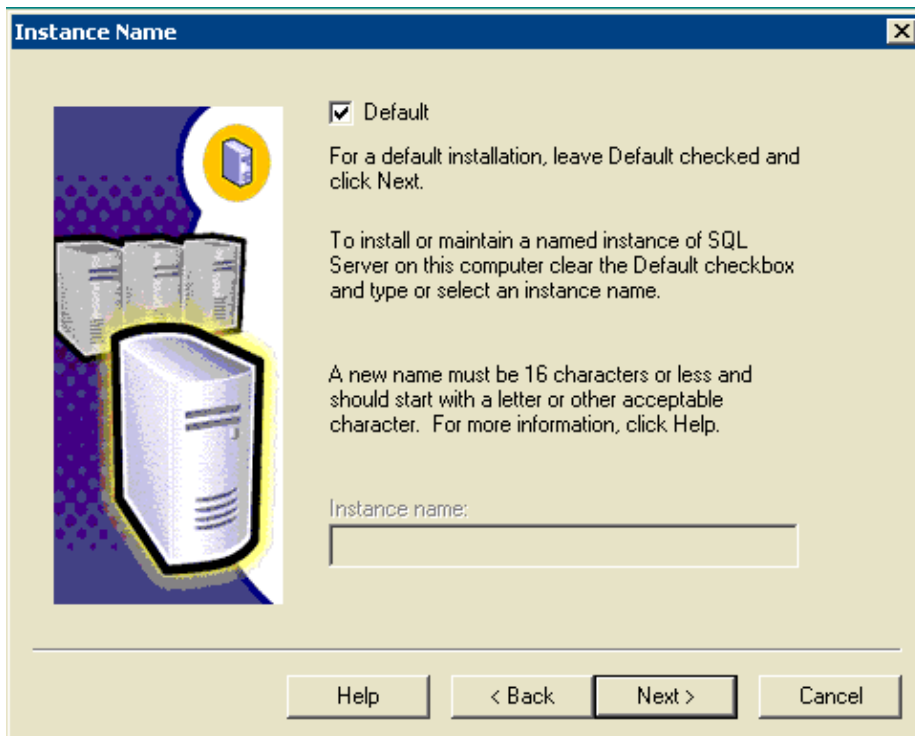 Instance Name
Default
For a default installation, leave Default checked and
click Next.
To install or maintain a named instance of SQL
Server on this computer clear the Default checkbox
and type or select an instance name.
A new name must be 16 characters or less and
should start with a letter or other acceptable
character.  For more information, click Help.
Instance name:
Help
< Back
Next >
Cancel